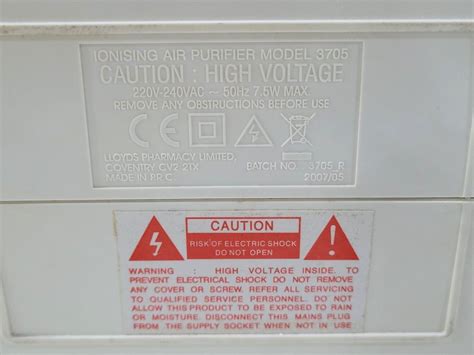 IONISING AIR PURIFIER MODEL 3705
CAUTION : HIGH VOLTAGE
220V-240VAC ~ 50Hz 7.5W MAX.
REMOVE ANY OBSTRUCTIONS BEFORE USE
CE
LLOYDS PHARMACY LIMITED.
COVENTRY CV2 2TX
MADE IN P.R.C.
BATCH NO. 3705_R
2007/05
CAUTION
RISK OF ELECTRIC SHOCK
DO NOT OPEN
WARNING : HIGH VOLTAGE INSIDE. TO
PREVENT ELECTRICAL SHOCK DO NOT REMOVE
ANY COVER OR SCREW. REFER ALL SERVICING
TO QUALIFIED SERVICE PERSONNEL. DO NOT
ALLOW THIS PRODUCT TO BE EXPOSED TO RAIN
OR MOISTURE. DISCONNECT THIS MAINS PLUG
FROM THE SUPPLY SOCKET WHEN NOT IN USE